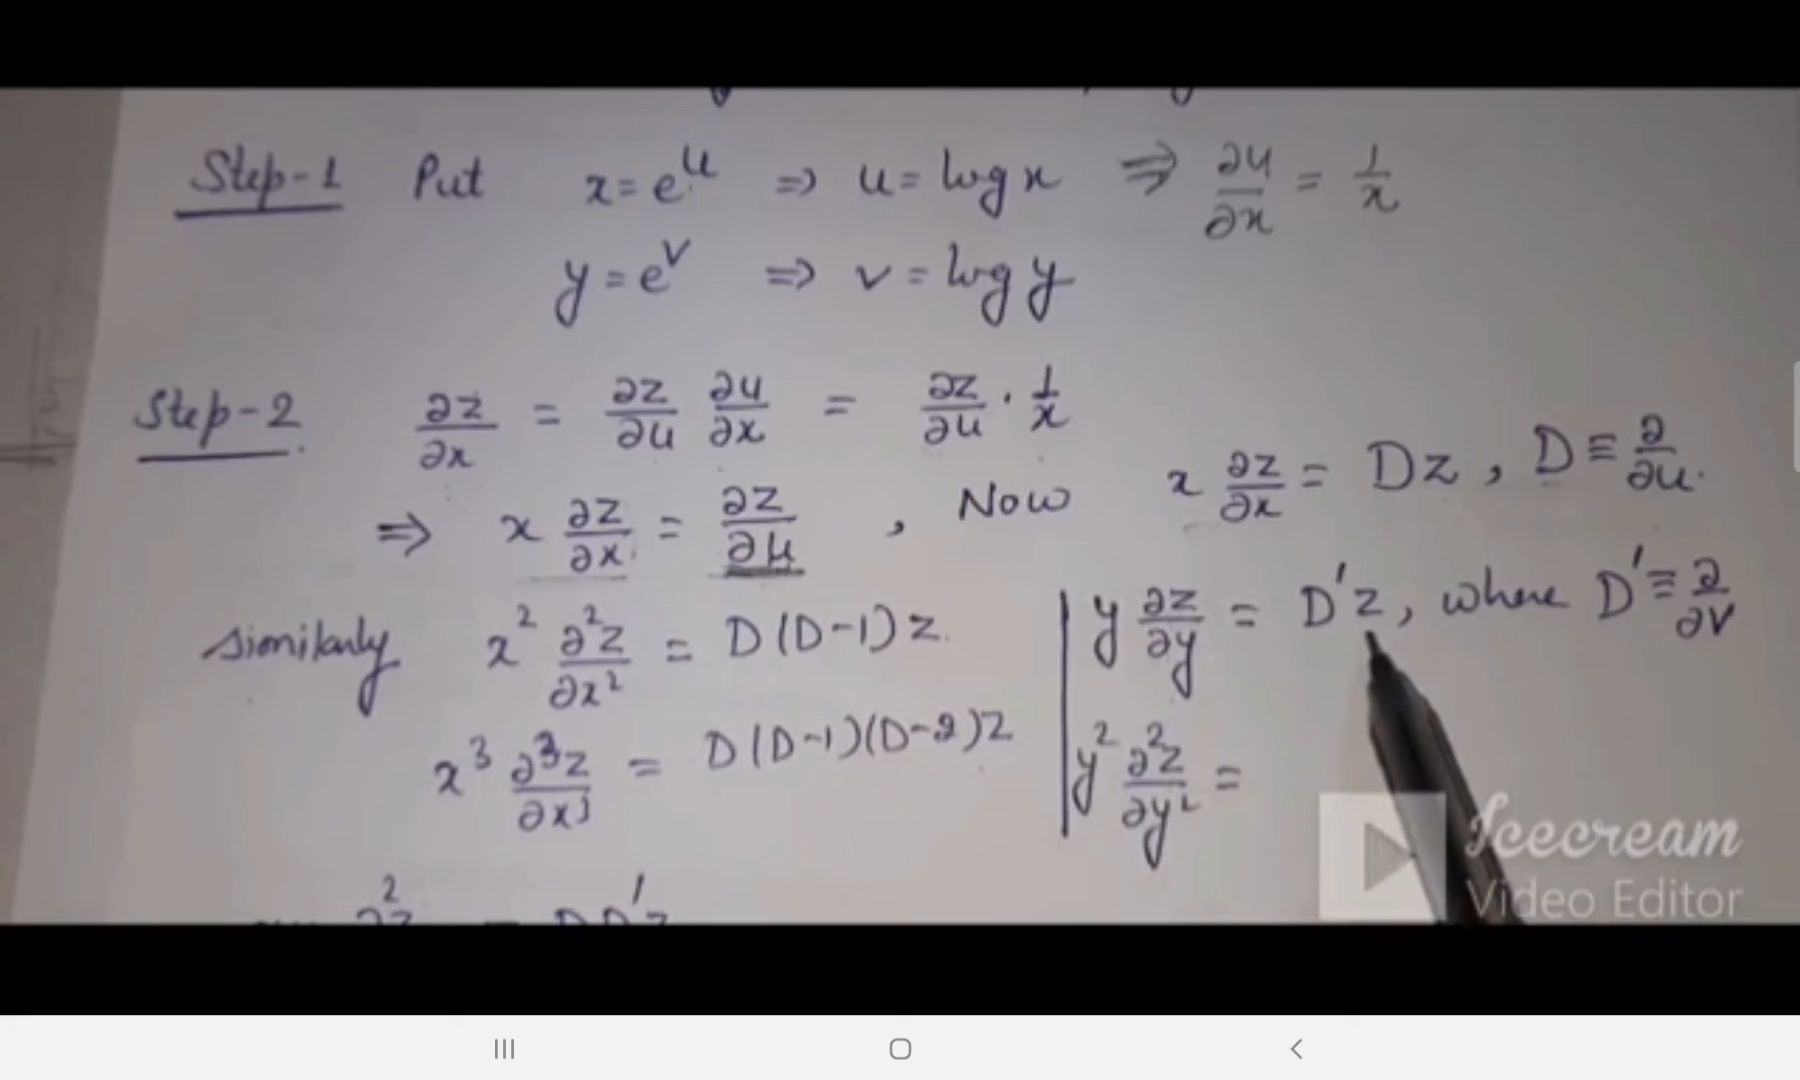 Step-1 Put x = e^u ⇒ u = log x ⇒ ∂u/∂x = 1/x
y = e^v ⇒ v = log y
Step-2 ∂z/∂x = ∂z/∂u ∂u/∂x = ∂z/∂u · 1/x
⇒ x ∂z/∂x = ∂z/∂u , Now x ∂z/∂x = Dz , D ≡ ∂/∂u.
Similarly x² ∂²z/∂x² = D(D-1)z.
x³ ∂³z/∂x³ = D(D-1)(D-2)z
y ∂z/∂y = D'z, where D' ≡ ∂/∂v
y² ∂²z/∂y² =
Icecream
Video Editor